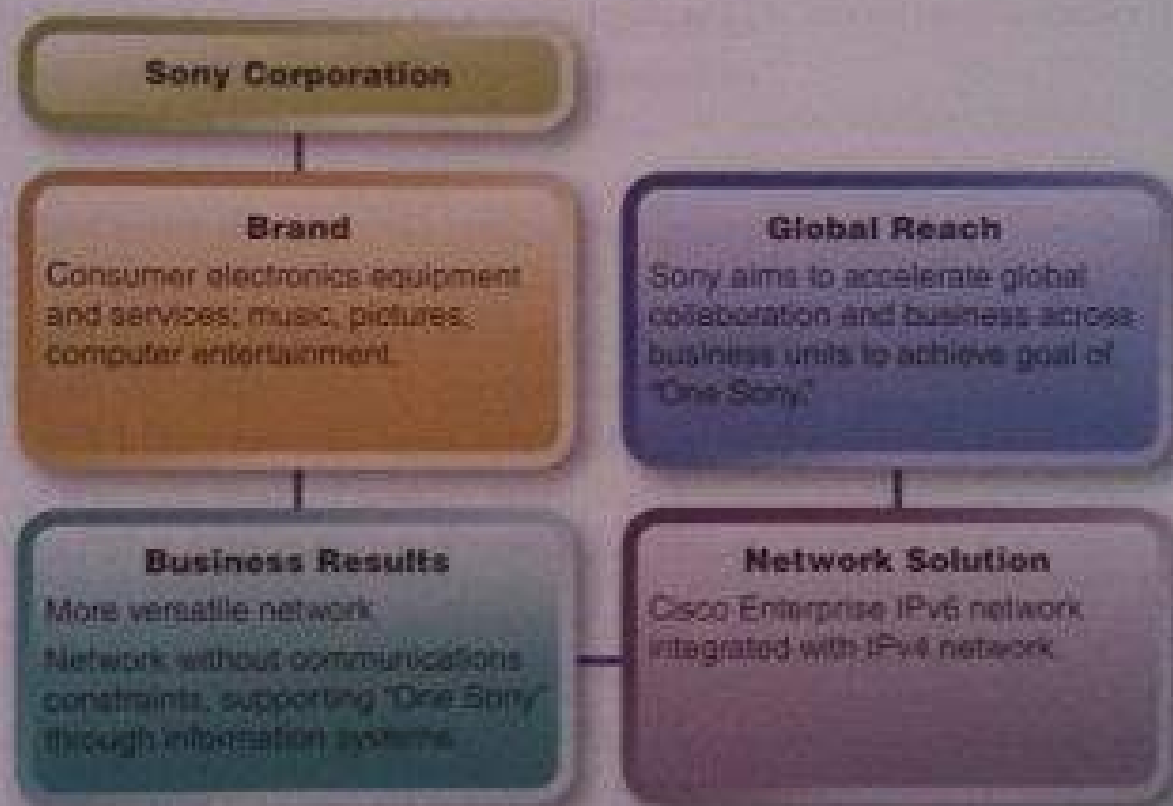 Sony Corporation
Brand
Consumer electronics equipment
and services; music, pictures,
computer entertainment.
Global Reach
Sony aims to accelerate global
collaboration and business across
business units to achieve goal of
"One Sony."
Business Results
More versatile network
Network without communications
constraints, supporting "One Sony"
through information systems
Network Solution
Cisco Enterprise IPv6 network
integrated with IPv4 network